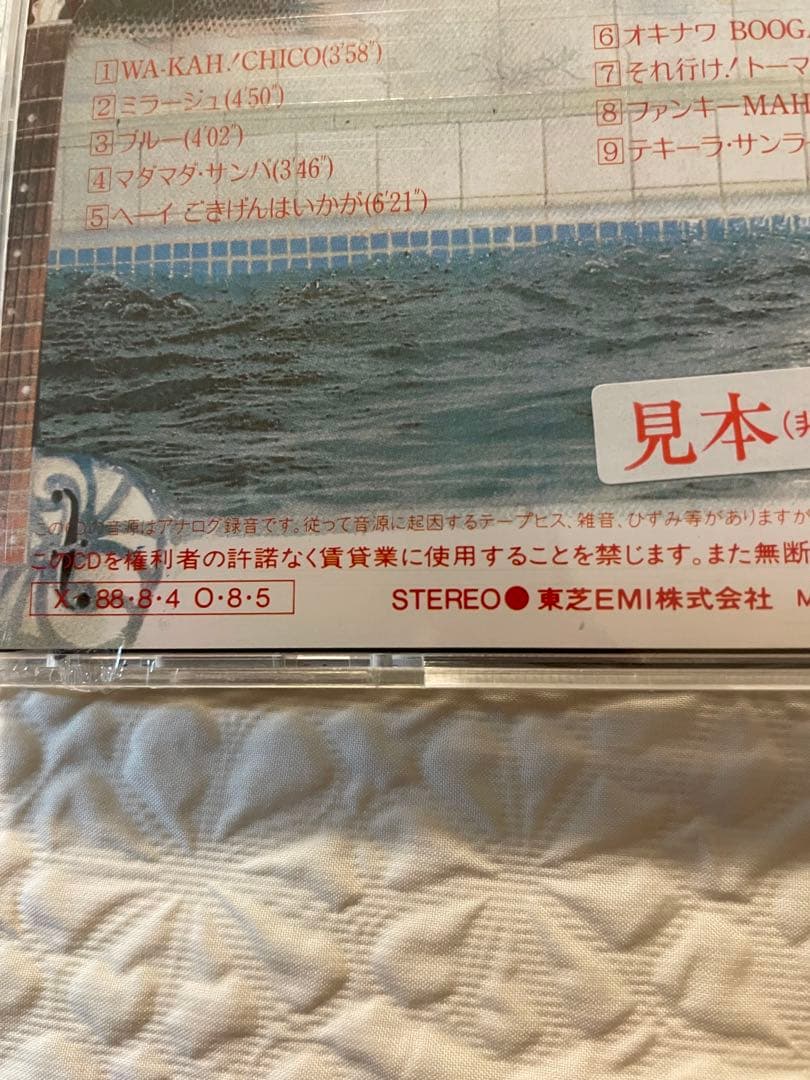 1 WA-KAH!CHICO(3'58")
2 ミラージュ(4'50")
3 ブルー(4'02")
4 マダマダ・サンバ(3'46")
5 ヘーイ ごきげんはいかが(6'21")
6 オキナワ BOOGA
7 それ行け!トーマ
8 ファンキーMAH
9 テキーラ・サンラ
見本(非
このCDの音源はアナログ録音です。従って音源に起因するテープヒス、雑音、ひずみ等がありますが
このCDを権利者の許諾なく賃貸業に使用することを禁じます。また無断
X・88・8・4 O・8・5
STEREO●東芝EMI株式会社 M